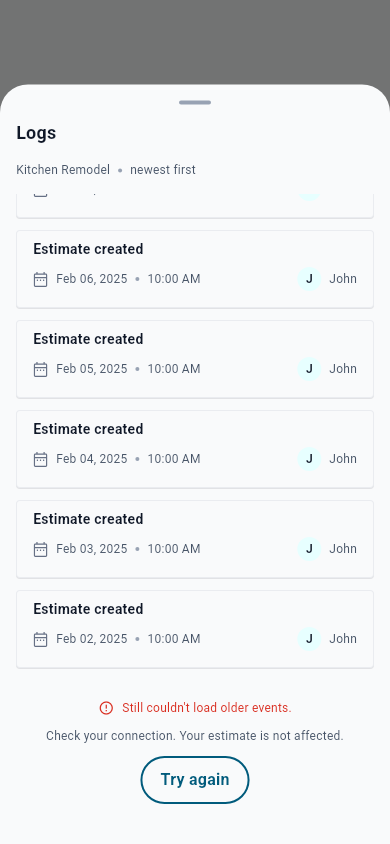 Logs
Kitchen Remodel • newest first
Estimate created
Feb 06, 2025 • 10:00 AM J John
Estimate created
Feb 05, 2025 • 10:00 AM J John
Estimate created
Feb 04, 2025 • 10:00 AM J John
Estimate created
Feb 03, 2025 • 10:00 AM J John
Estimate created
Feb 02, 2025 • 10:00 AM J John
Still couldn't load older events.
Check your connection. Your estimate is not affected.
Try again